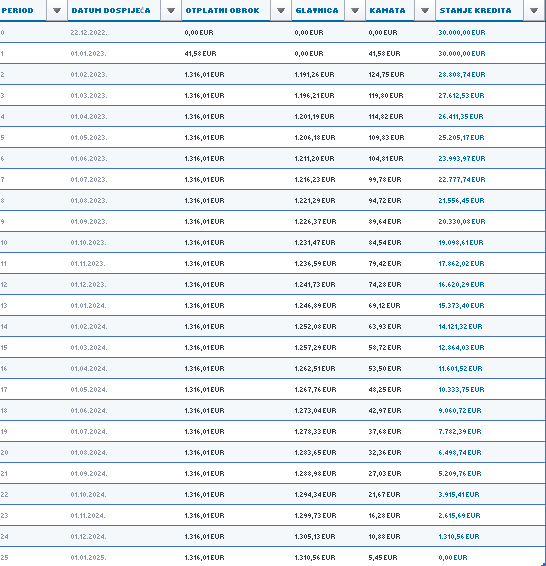 PERIOD DATUM DOSPIJEĆA OTPLATNI OBROK GLAVNICA KAMATA STANJE KREDITA
0 22.12.2022. 0,00 EUR 0,00 EUR 0,00 EUR 30.000,00 EUR
1 01.01.2023. 41,58 EUR 0,00 EUR 41,58 EUR 30.000,00 EUR
2 01.02.2023. 1.316,01 EUR 1.191,26 EUR 124,75 EUR 28.808,74 EUR
3 01.03.2023. 1.316,01 EUR 1.196,21 EUR 119,80 EUR 27.612,53 EUR
4 01.04.2023. 1.316,01 EUR 1.201,19 EUR 114,82 EUR 26.411,35 EUR
5 01.05.2023. 1.316,01 EUR 1.206,18 EUR 109,83 EUR 25.205,17 EUR
6 01.06.2023. 1.316,01 EUR 1.211,20 EUR 104,81 EUR 23.993,97 EUR
7 01.07.2023. 1.316,01 EUR 1.216,23 EUR 99,78 EUR 22.777,74 EUR
8 01.08.2023. 1.316,01 EUR 1.221,29 EUR 94,72 EUR 21.556,45 EUR
9 01.09.2023. 1.316,01 EUR 1.226,37 EUR 89,64 EUR 20.330,08 EUR
10 01.10.2023. 1.316,01 EUR 1.231,47 EUR 84,54 EUR 19.098,61 EUR
11 01.11.2023. 1.316,01 EUR 1.236,59 EUR 79,42 EUR 17.862,02 EUR
12 01.12.2023. 1.316,01 EUR 1.241,73 EUR 74,28 EUR 16.620,29 EUR
13 01.01.2024. 1.316,01 EUR 1.246,89 EUR 69,12 EUR 15.373,40 EUR
14 01.02.2024. 1.316,01 EUR 1.252,08 EUR 63,93 EUR 14.121,32 EUR
15 01.03.2024. 1.316,01 EUR 1.257,29 EUR 58,72 EUR 12.864,03 EUR
16 01.04.2024. 1.316,01 EUR 1.262,51 EUR 53,50 EUR 11.601,52 EUR
17 01.05.2024. 1.316,01 EUR 1.267,76 EUR 48,25 EUR 10.333,75 EUR
18 01.06.2024. 1.316,01 EUR 1.273,04 EUR 42,97 EUR 9.060,72 EUR
19 01.07.2024. 1.316,01 EUR 1.278,33 EUR 37,68 EUR 7.782,39 EUR
20 01.08.2024. 1.316,01 EUR 1.283,65 EUR 32,36 EUR 6.498,74 EUR
21 01.09.2024. 1.316,01 EUR 1.288,98 EUR 27,03 EUR 5.209,76 EUR
22 01.10.2024. 1.316,01 EUR 1.294,34 EUR 21,67 EUR 3.915,41 EUR
23 01.11.2024. 1.316,01 EUR 1.299,73 EUR 16,28 EUR 2.615,69 EUR
24 01.12.2024. 1.316,01 EUR 1.305,13 EUR 10,88 EUR 1.310,56 EUR
25 01.01.2025. 1.316,01 EUR 1.310,56 EUR 5,45 EUR 0,00 EUR